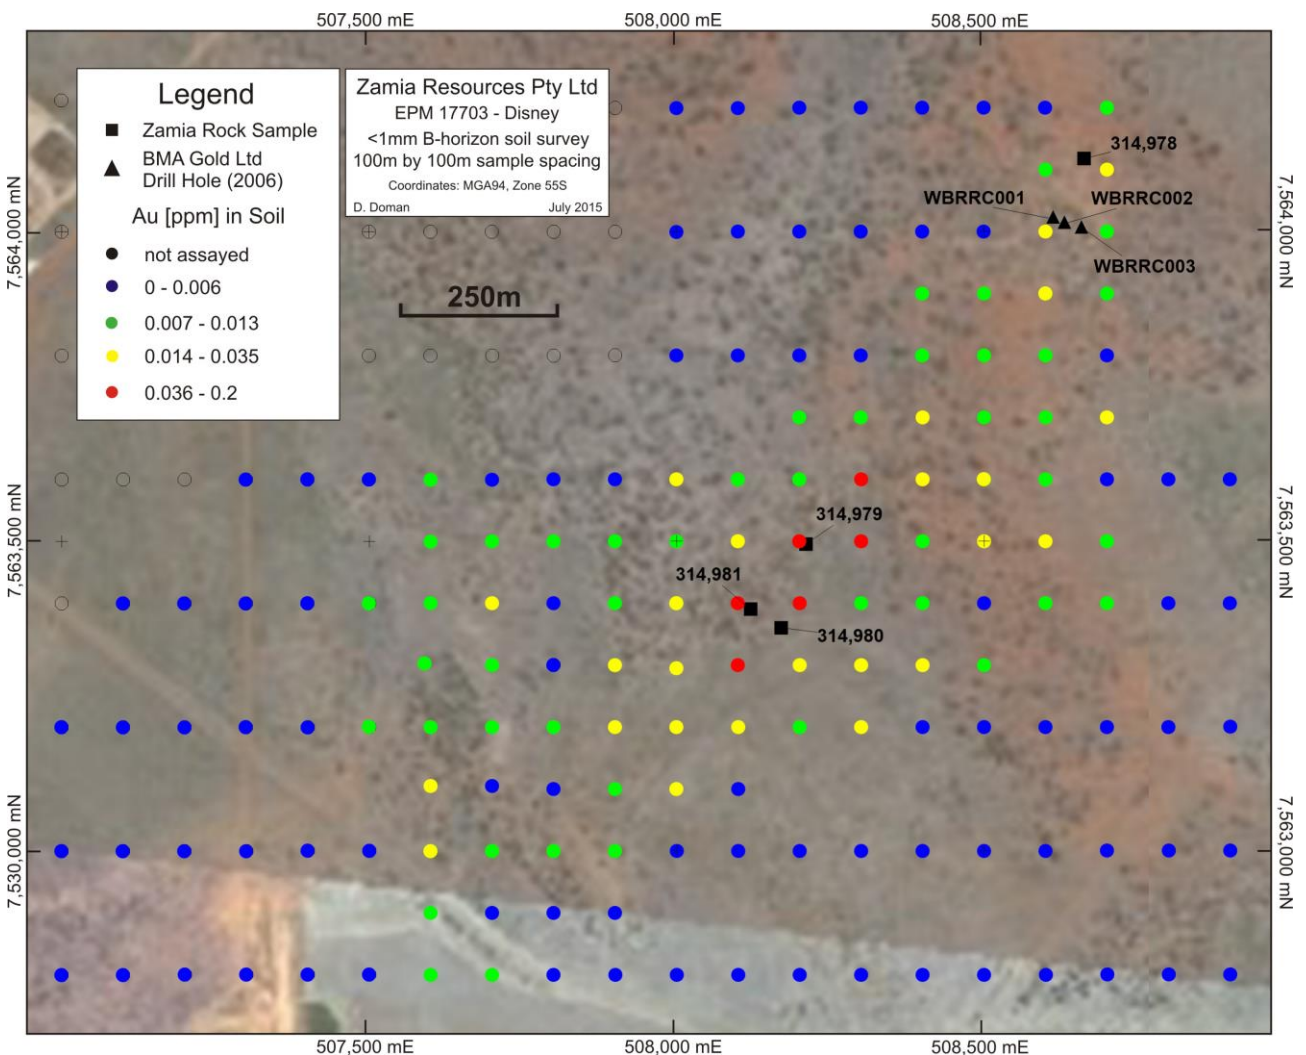 507,500 mE
508,000 mE
508,500 mE
Legend
Zamia Rock Sample
BMA Gold Ltd
Drill Hole (2006)
Au [ppm] in Soil
not assayed
0 - 0.006
0.007 - 0.013
0.014 - 0.035
0.036 - 0.2
Zamia Resources Pty Ltd
EPM 17703 - Disney
<1mm B-horizon soil survey
100m by 100m sample spacing
Coordinates: MGA94, Zone 55S
D. Doman July 2015
314,978
WBRRC001
WBRRC002
WBRRC003
7,564,000 mN
7,564,000 mN
250m
314,979
7,563,500 mN
7,563,500 mN
314,981
314,980
7,530,000 mN
7,563,000 mN
507,500 mE
508,000 mE
508,500 mE